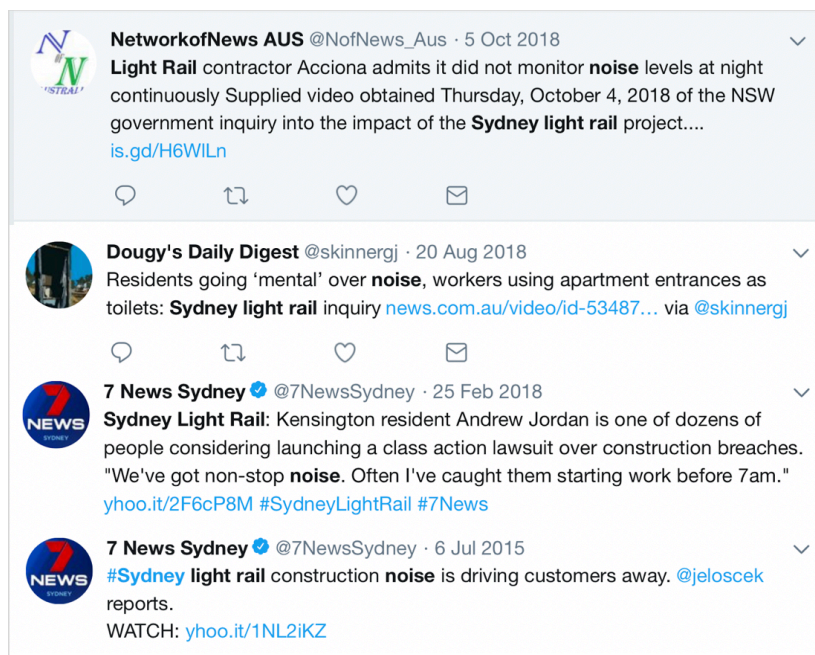 NetworkofNews AUS @NofNews_Aus · 5 Oct 2018
Light Rail contractor Acciona admits it did not monitor noise levels at night
continuously Supplied video obtained Thursday, October 4, 2018 of the NSW
government inquiry into the impact of the Sydney light rail project....
is.gd/H6WlLn
Dougy's Daily Digest @skinnergj · 20 Aug 2018
Residents going ‘mental’ over noise, workers using apartment entrances as
toilets: Sydney light rail inquiry news.com.au/video/id-53487... via @skinnergj
7 NEWS SYDNEY
7 News Sydney @7NewsSydney · 25 Feb 2018
Sydney Light Rail: Kensington resident Andrew Jordan is one of dozens of
people considering launching a class action lawsuit over construction breaches.
"We've got non-stop noise. Often I've caught them starting work before 7am."
yhoo.it/2F6cP8M #SydneyLightRail #7News
7 NEWS SYDNEY
7 News Sydney @7NewsSydney · 6 Jul 2015
#Sydney light rail construction noise is driving customers away. @jeloscek
reports.
WATCH: yhoo.it/1NL2iKZ